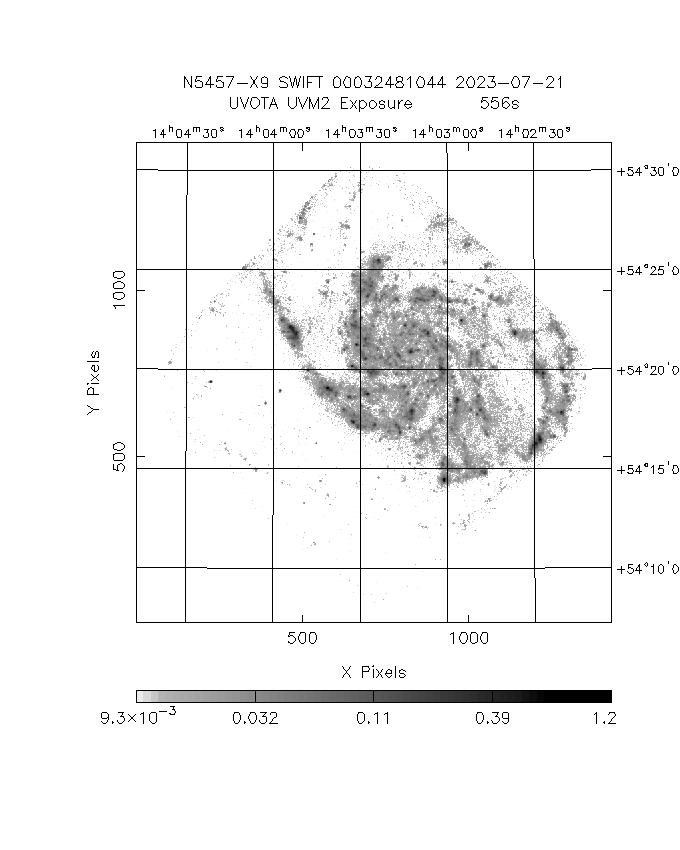 N5457-X9 SWIFT 00032481044 2023-07-21
UVOTA UVM2 Exposure 556s
14ʰ04ᵐ30ˢ 14ʰ04ᵐ00ˢ 14ʰ03ᵐ30ˢ 14ʰ03ᵐ00ˢ 14ʰ02ᵐ30ˢ
+54°30'0
+54°25'0
1000
+54°20'0
Y Pixels
500
+54°15'0
+54°10'0
500 1000
X Pixels
9.3×10⁻³ 0.032 0.11 0.39 1.2